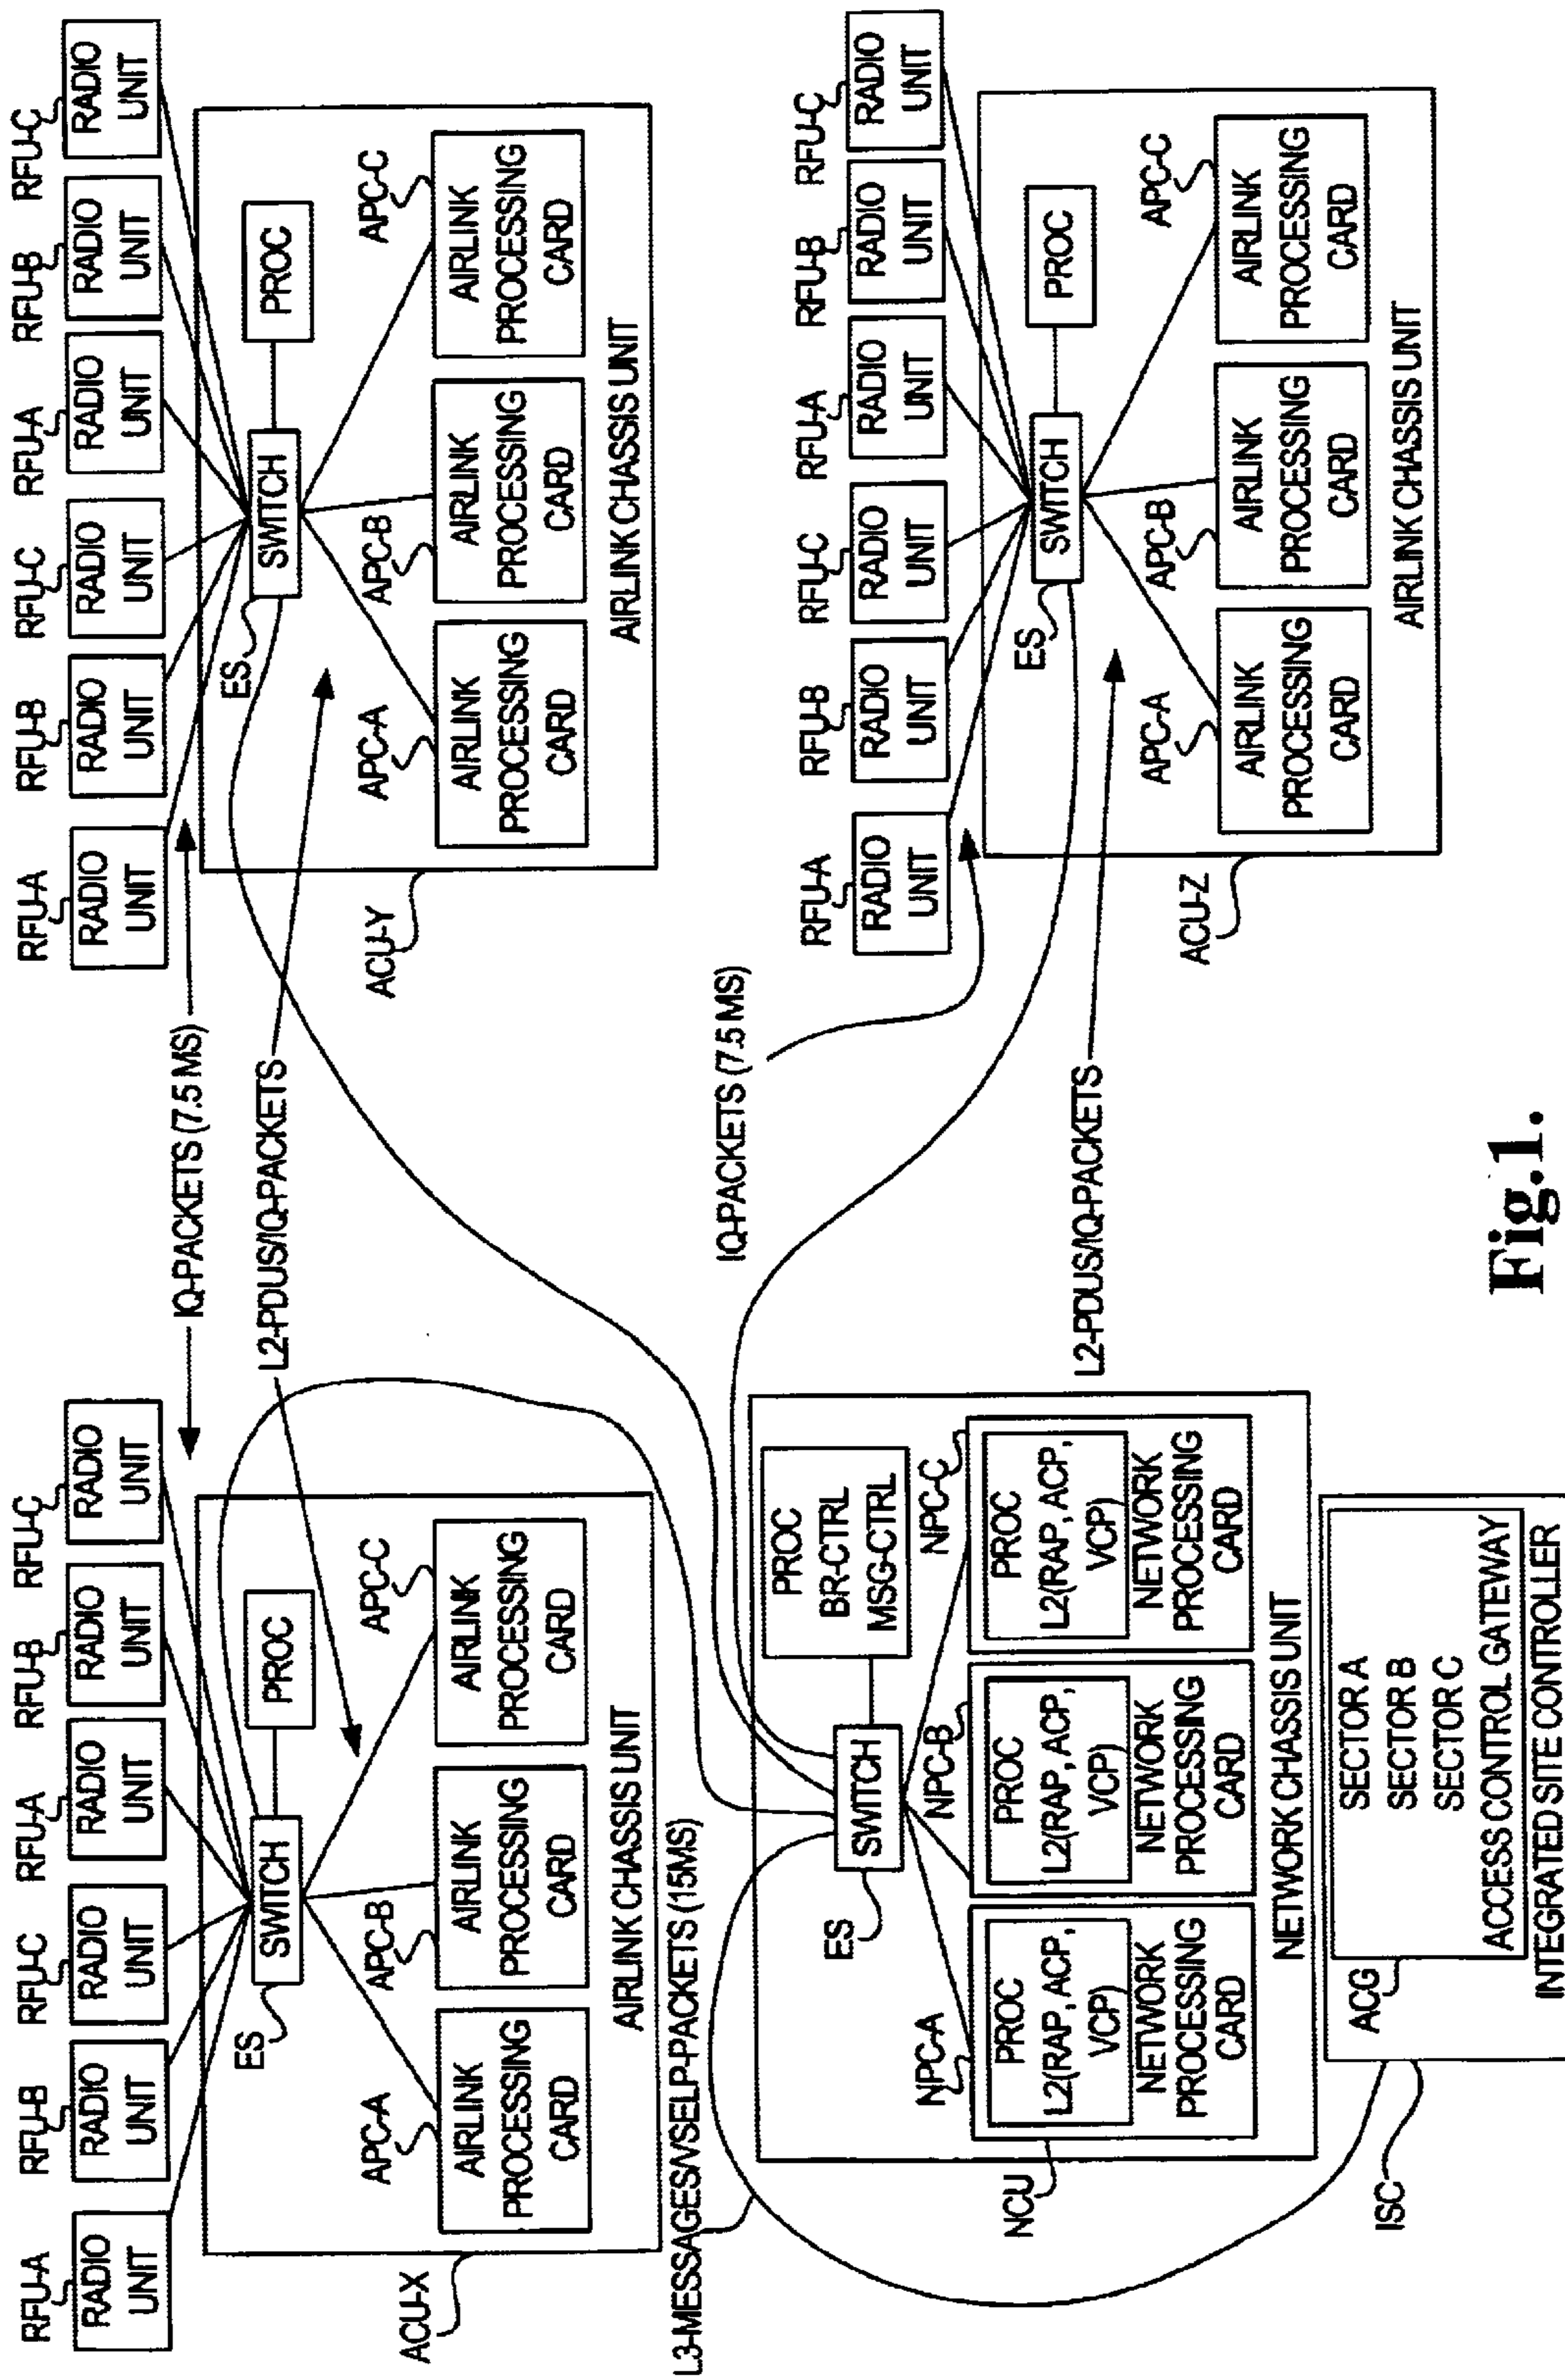 RFU-A
RFU-B
RFU-C
RFU-A
RFU-B
RFU-C
RADIO
UNIT
RADIO
UNIT
RADIO
UNIT
RADIO
UNIT
RADIO
UNIT
RADIO
UNIT
ES
SWITCH
PROC
APC-A
APC-B
APC-C
AIRLINK
PROCESSING
CARD
AIRLINK
PROCESSING
CARD
AIRLINK
PROCESSING
CARD
AIRLINK CHASSIS UNIT
ACU-X
IQ-PACKETS (7.5 MS)
L2-PDUS/IQ-PACKETS
RFU-A
RFU-B
RFU-C
RFU-A
RFU-B
RFU-C
RADIO
UNIT
RADIO
UNIT
RADIO
UNIT
RADIO
UNIT
RADIO
UNIT
RADIO
UNIT
ES
SWITCH
PROC
APC-A
APC-B
APC-C
AIRLINK
PROCESSING
CARD
AIRLINK
PROCESSING
CARD
AIRLINK
PROCESSING
CARD
AIRLINK CHASSIS UNIT
ACU-Y
L3-MESSAGES/VSELP-PACKETS (15MS)
PROC
BR-CTRL
MSG-CTRL
ES
SWITCH
NPC-A
NPC-B
NPC-C
PROC
L2(RAP, ACP,
VCP)
NETWORK
PROCESSING
CARD
PROC
L2(RAP, ACP,
VCP)
NETWORK
PROCESSING
CARD
PROC
L2(RAP, ACP,
VCP)
NETWORK
PROCESSING
CARD
NCU
NETWORK CHASSIS UNIT
SECTOR A
SECTOR B
SECTOR C
ACG
ACCESS CONTROL GATEWAY
ISC
INTEGRATED SITE CONTROLLER
IQ-PACKETS (7.5 MS)
L2-PDUS/IQ-PACKETS
RFU-A
RFU-B
RFU-C
RFU-A
RFU-B
RFU-C
RADIO
UNIT
RADIO
UNIT
RADIO
UNIT
RADIO
UNIT
RADIO
UNIT
RADIO
UNIT
ES
SWITCH
PROC
APC-A
APC-B
APC-C
AIRLINK
PROCESSING
CARD
AIRLINK
PROCESSING
CARD
AIRLINK
PROCESSING
CARD
AIRLINK CHASSIS UNIT
ACU-Z
Fig.1.